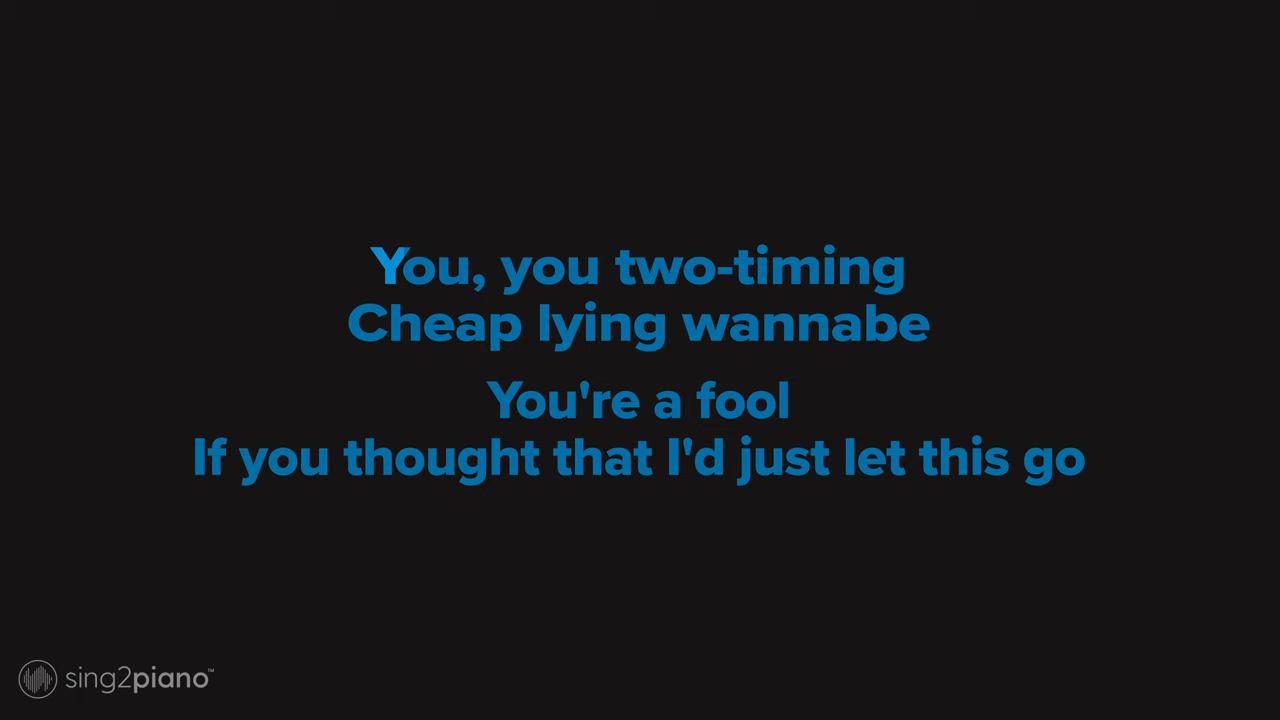 You, you two-timing
Cheap lying wannabe
You're a fool
If you thought that I'd just let this go
sing2piano™